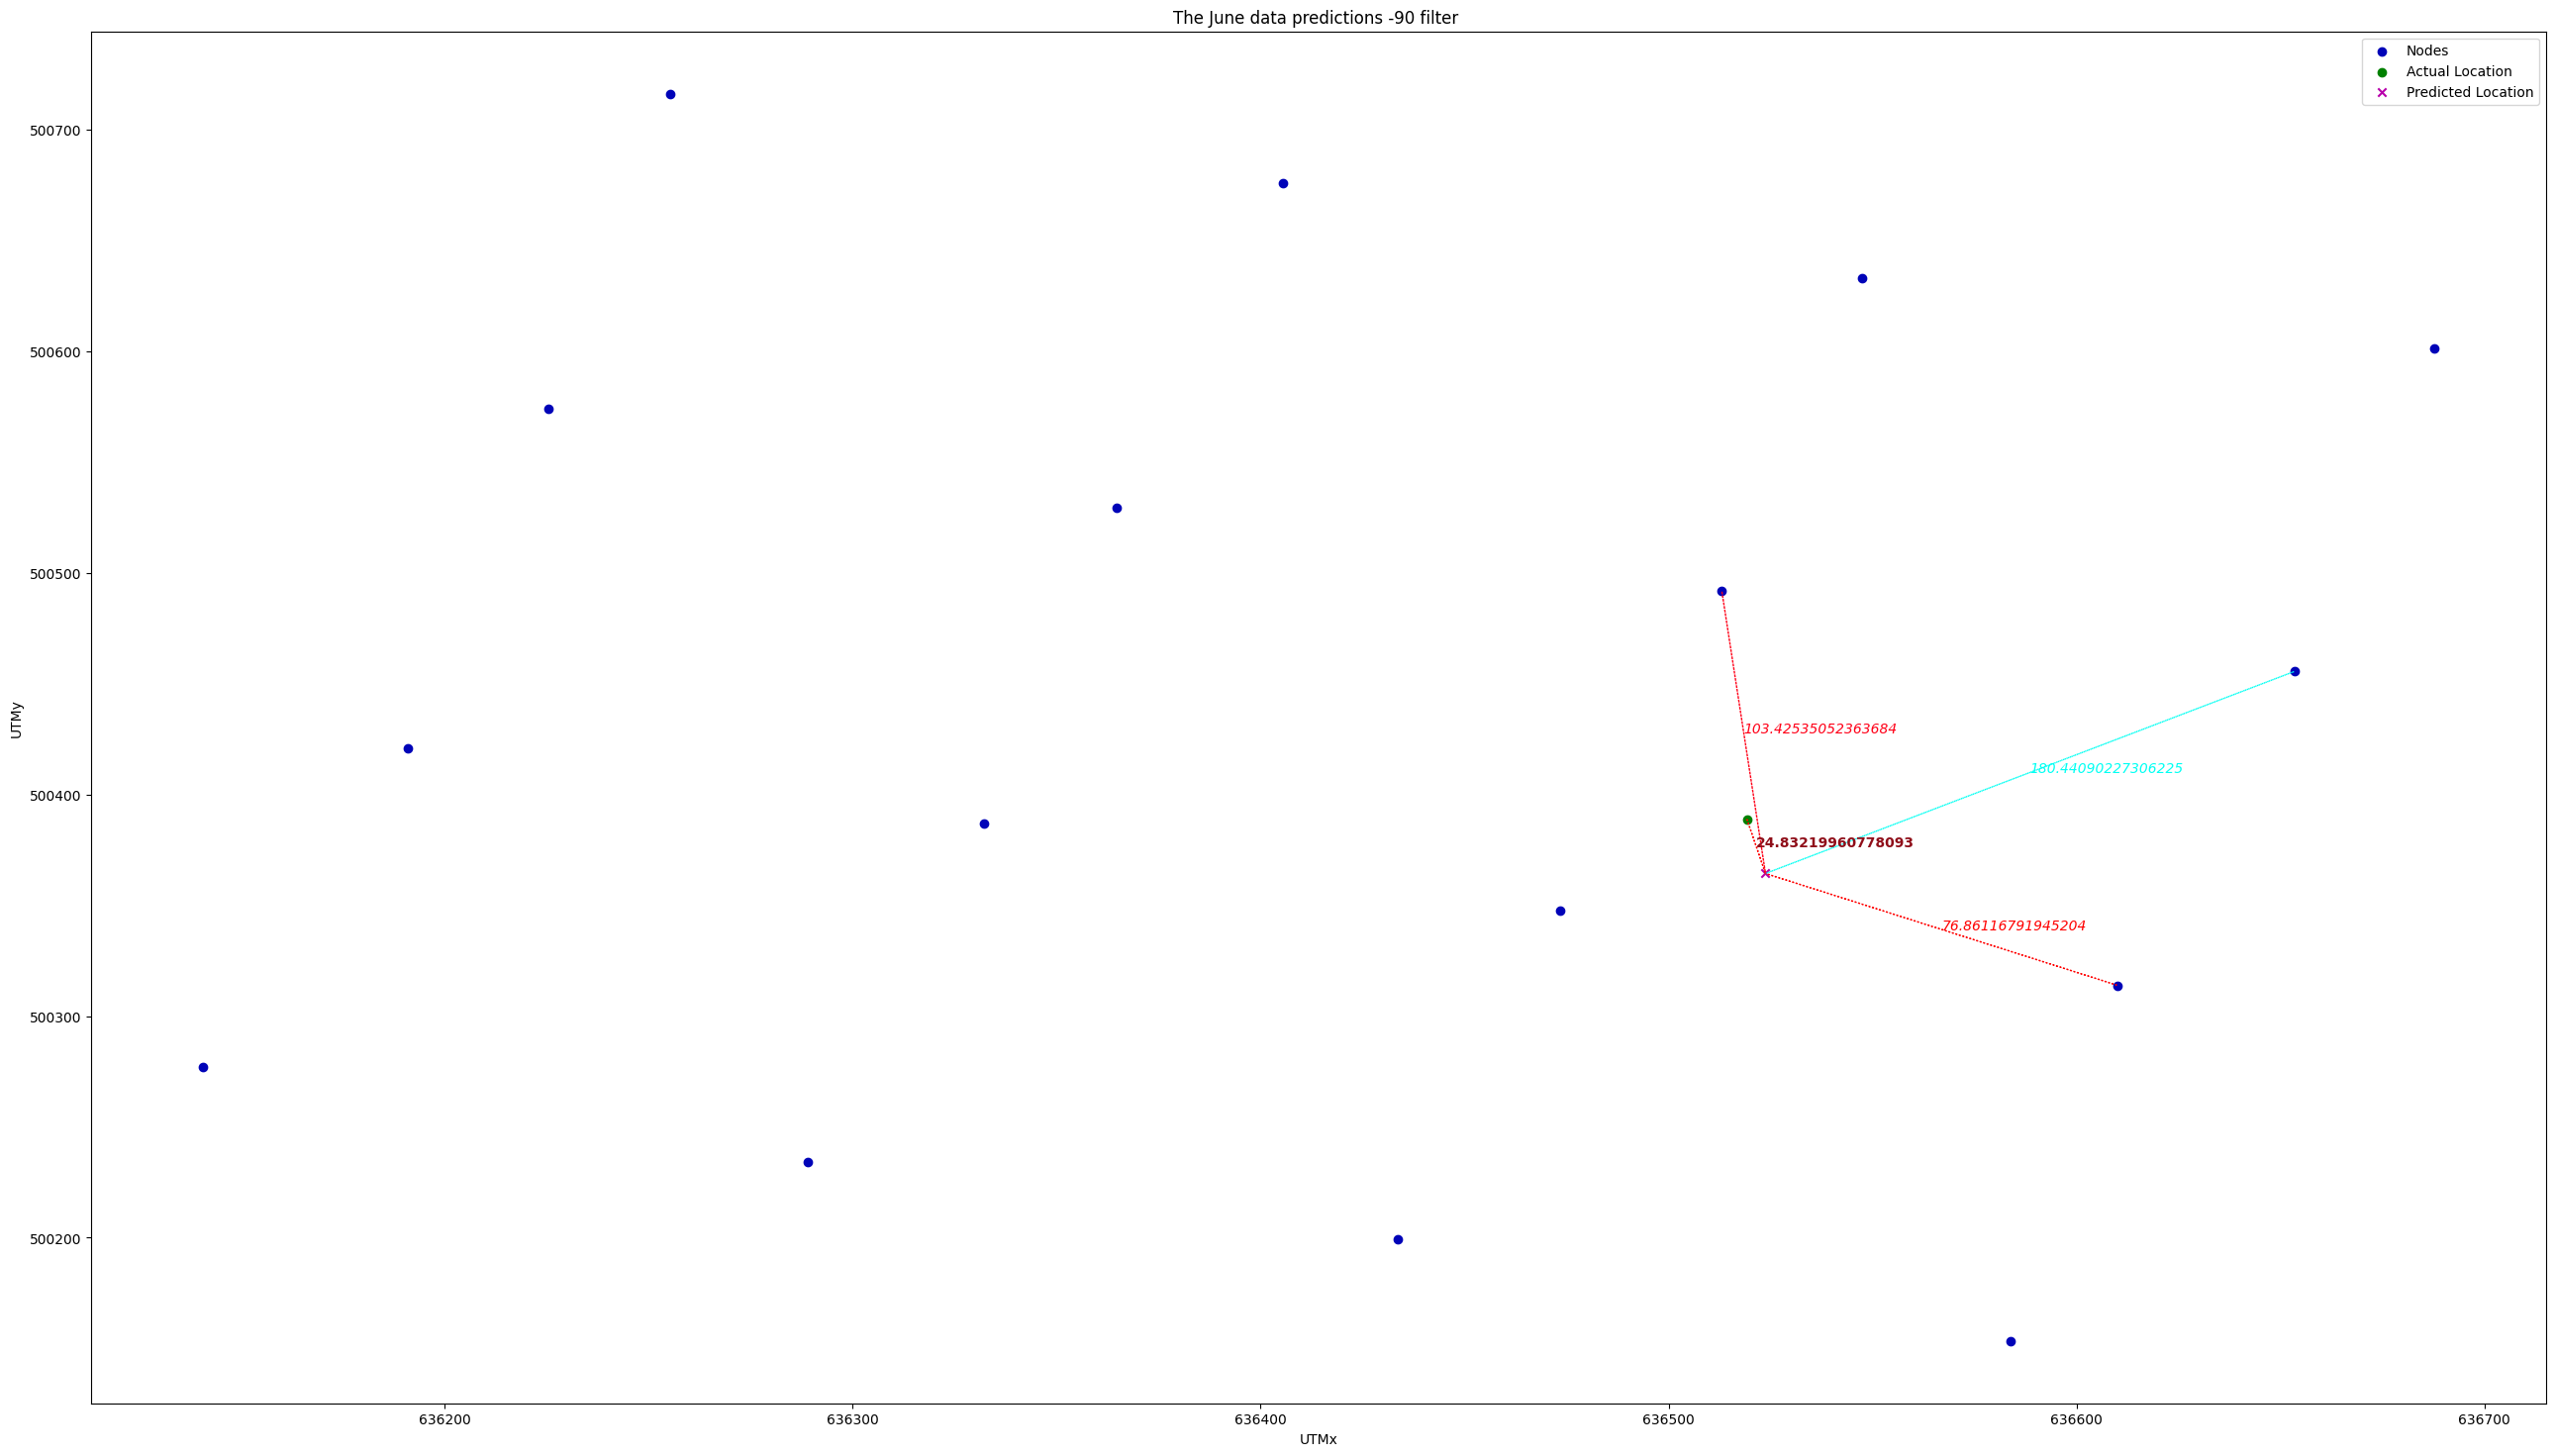 The June data predictions -90 filter
Nodes
Actual Location
Predicted Location
500700
500600
500500
500400
500300
500200
UTMy
103.42535052363684
180.44090227306225
24.83219960778093
76.86116791945204
636200
636300
636400
636500
636600
636700
UTMx